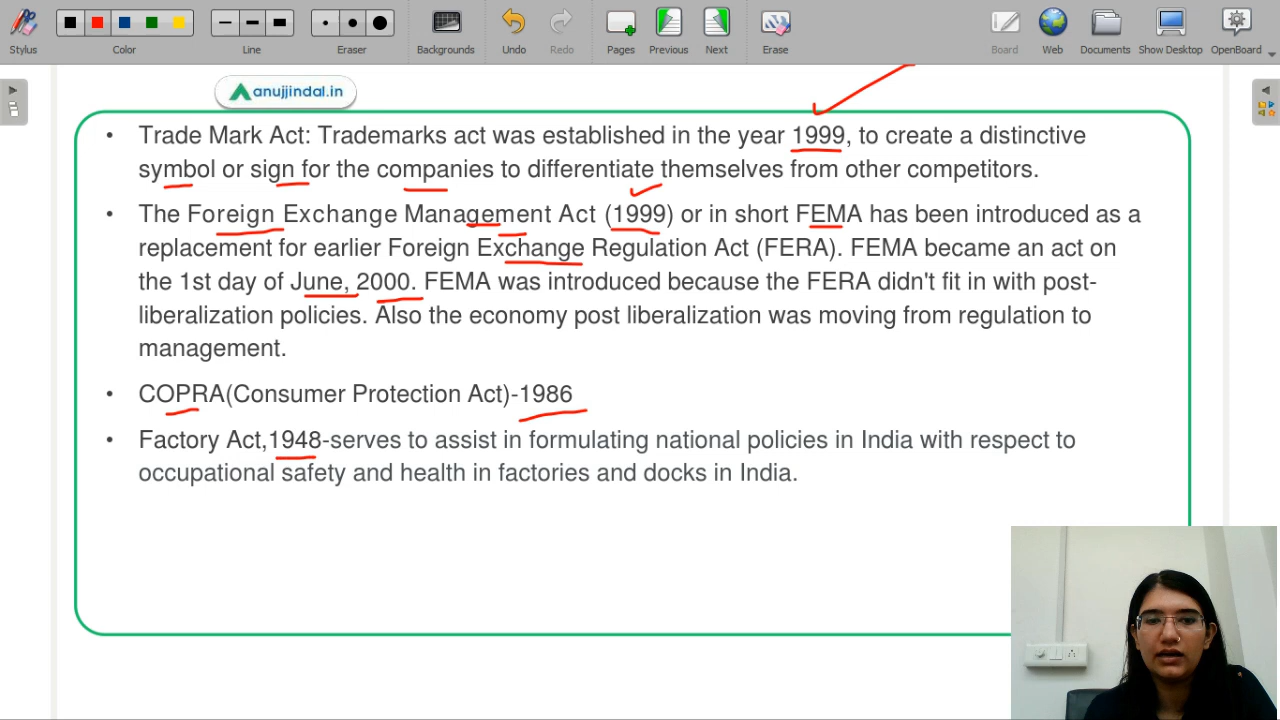 Stylus Color Line Eraser Backgrounds Undo Redo Pages Previous Next Erase Board Web Documents Show Desktop OpenBoard
anujjindal.in
• Trade Mark Act: Trademarks act was established in the year 1999, to create a distinctive
symbol or sign for the companies to differentiate themselves from other competitors.
• The Foreign Exchange Management Act (1999) or in short FEMA has been introduced as a
replacement for earlier Foreign Exchange Regulation Act (FERA). FEMA became an act on
the 1st day of June, 2000. FEMA was introduced because the FERA didn't fit in with post-
liberalization policies. Also the economy post liberalization was moving from regulation to
management.
• COPRA(Consumer Protection Act)-1986
• Factory Act,1948-serves to assist in formulating national policies in India with respect to
occupational safety and health in factories and docks in India.